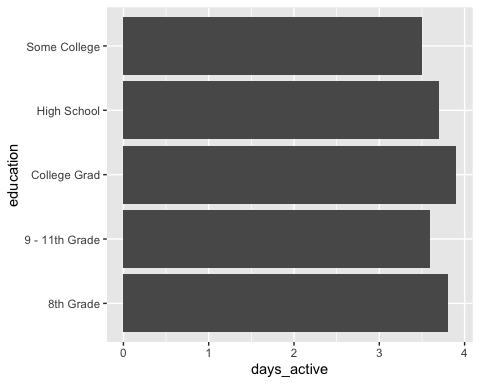 Some College
High School
College Grad
9 - 11th Grade
8th Grade
education
0 1 2 3 4
days_active